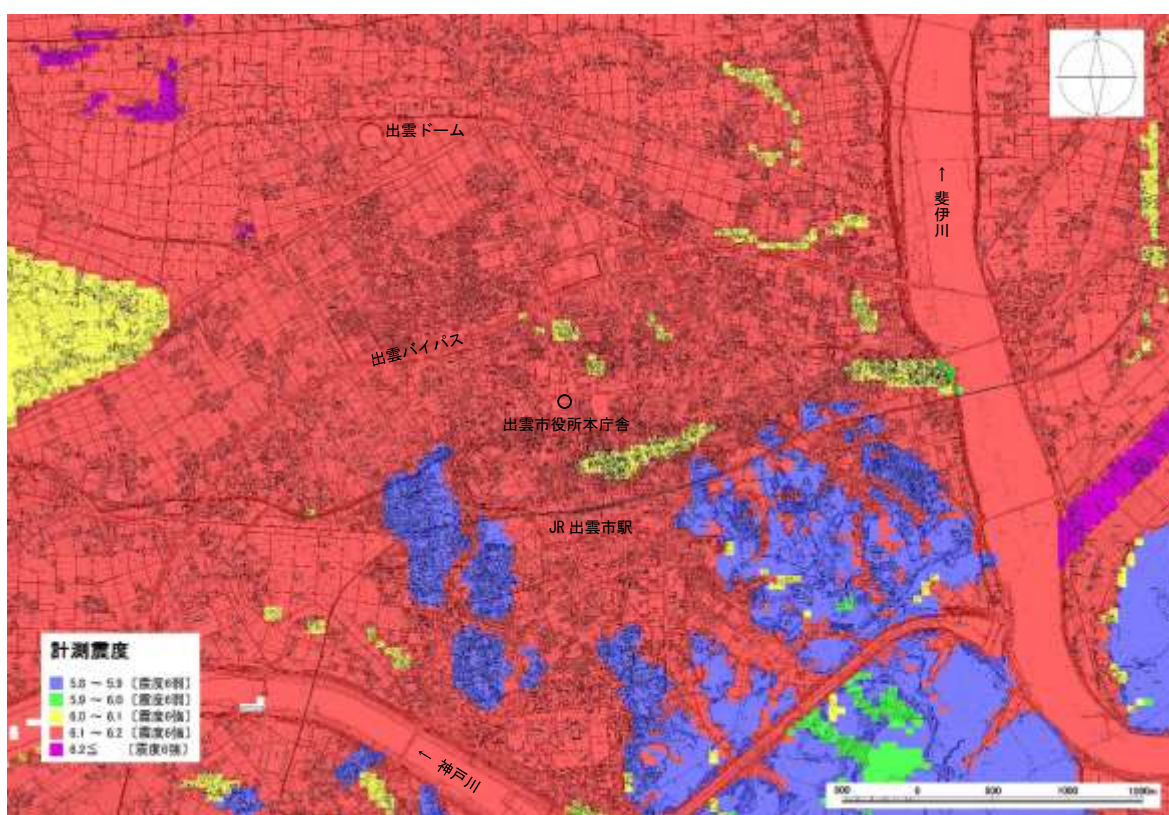 N
出雲ドーム
↑
斐伊川
出雲バイパス
出雲市役所本庁舎
JR 出雲市駅
計測震度
5.8 ～ 5.9 [震度6弱]
5.9 ～ 6.0 [震度6弱]
6.0 ～ 6.1 [震度6強]
6.1 ～ 6.2 [震度6強]
6.2≦ [震度6強]
← 神戸川
500 0 500 1000 1500m